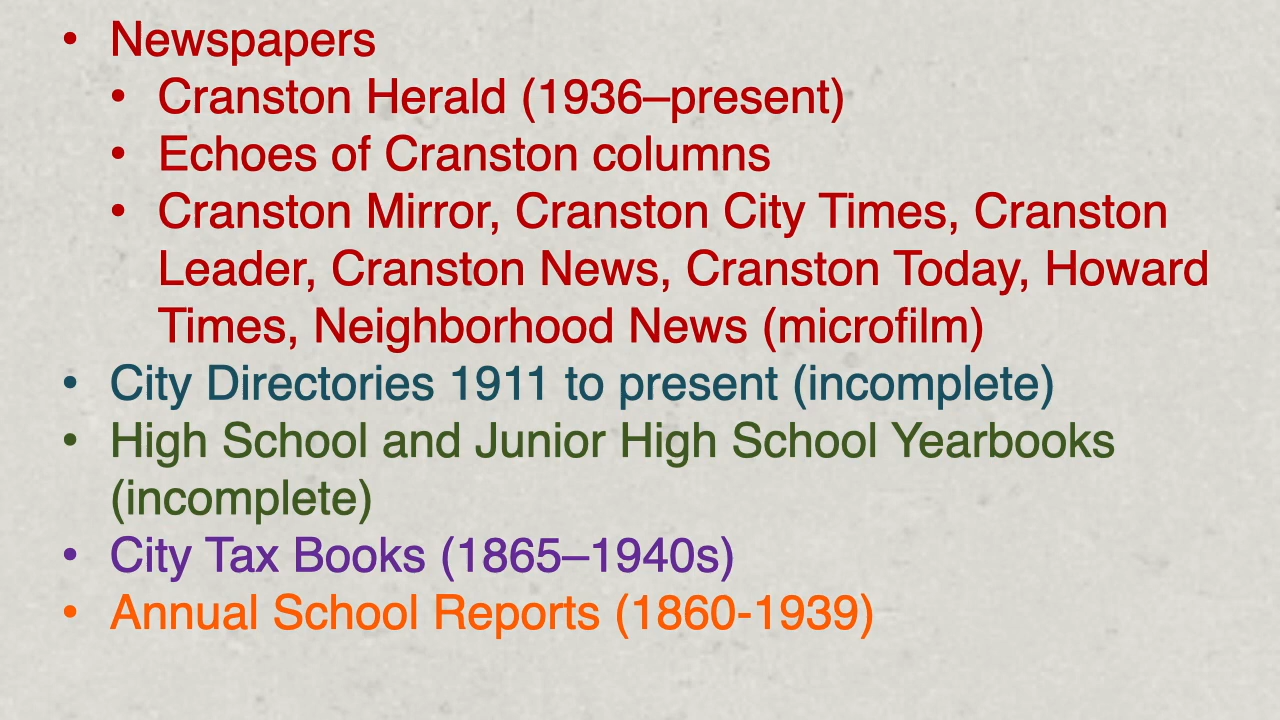 • Newspapers
• Cranston Herald (1936–present)
• Echoes of Cranston columns
• Cranston Mirror, Cranston City Times, Cranston
Leader, Cranston News, Cranston Today, Howard
Times, Neighborhood News (microfilm)
• City Directories 1911 to present (incomplete)
• High School and Junior High School Yearbooks
(incomplete)
• City Tax Books (1865–1940s)
• Annual School Reports (1860-1939)